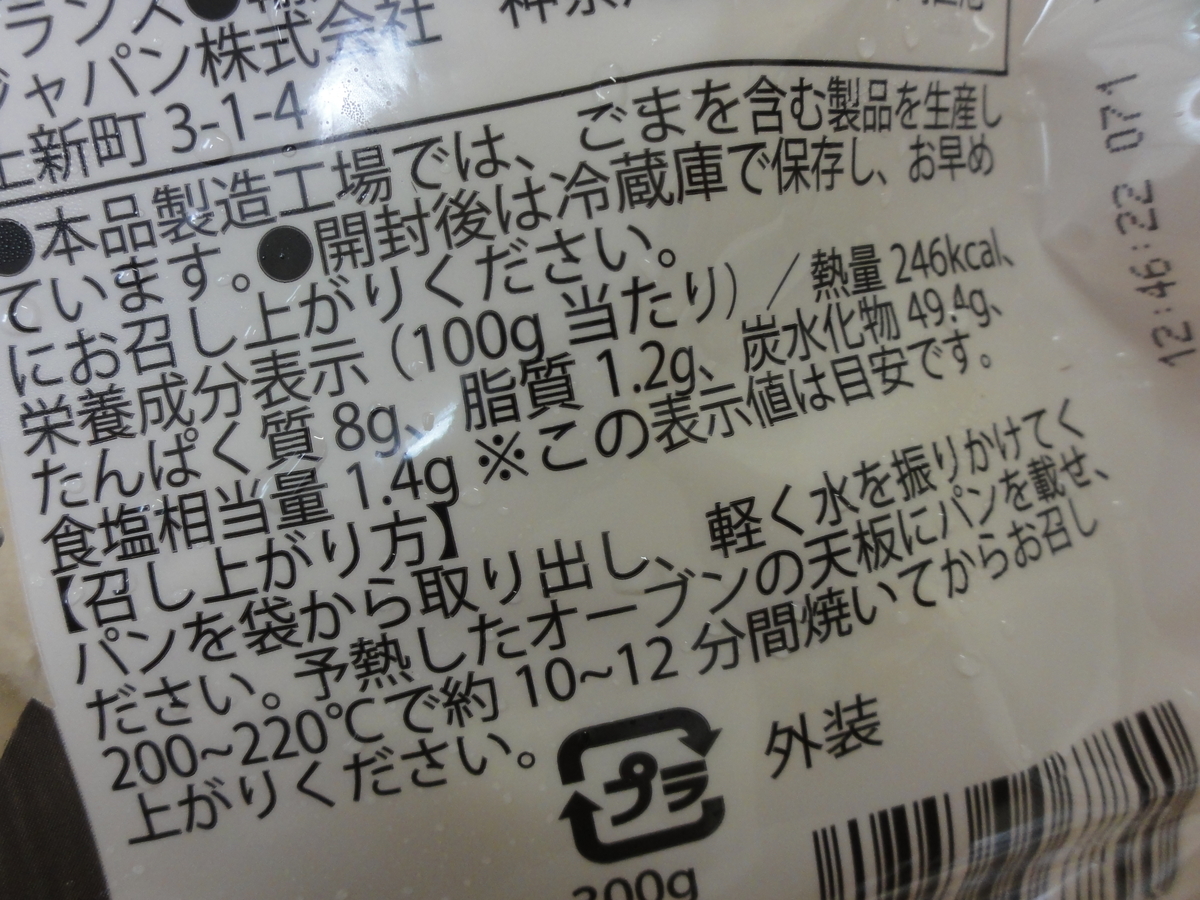 ランス●
ジャパン株式会社 神奈
新町 3-1-4
●本品製造工場では、ごまを含む製品を生産し
ています。●開封後は冷蔵庫で保存し、お早め
にお召し上がりください。
栄養成分表示（100g 当たり）／熱量 246kcal、
たんぱく質 8g、脂質 1.2g、炭水化物 49.4g、
食塩相当量 1.4g ※この表示値は目安です。
【召し上がり方】
パンを袋から取り出し、軽く水を振りかけてく
ださい。予熱したオーブンの天板にパンを載せ、
200~220℃で約 10~12 分間焼いてからお召し
上がりください。
プラ 外装
300g
12:46:22 071